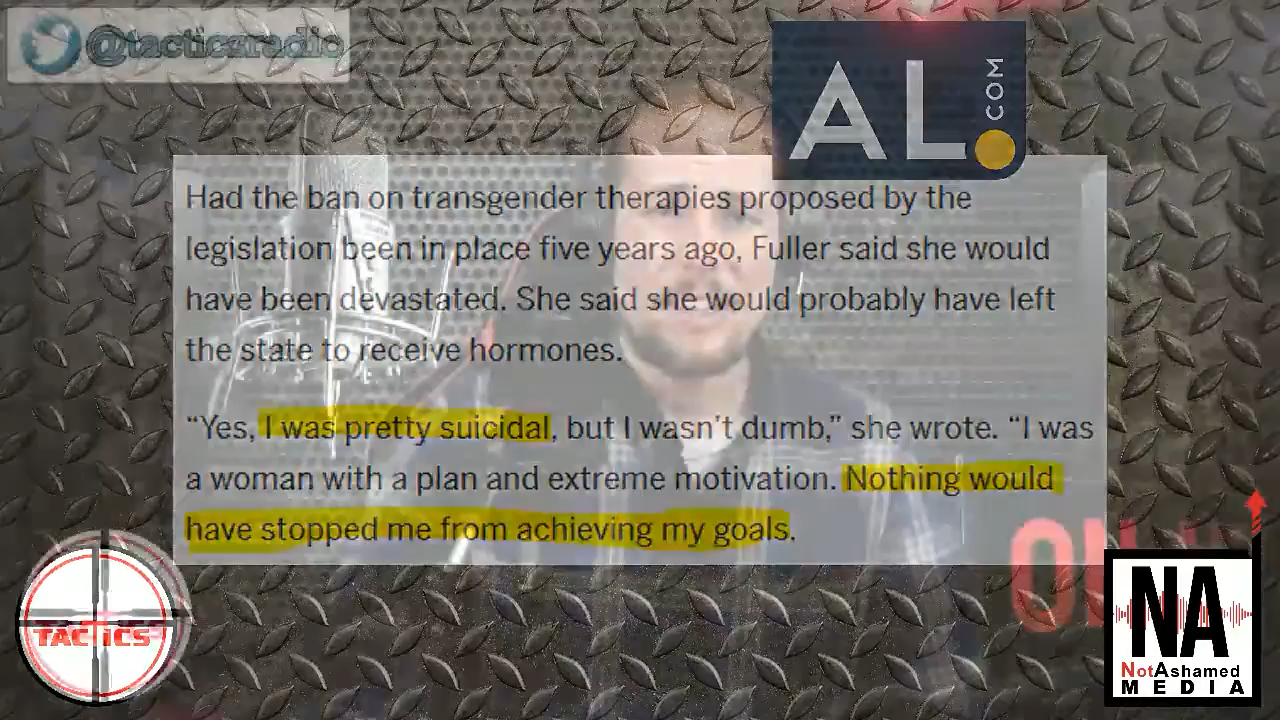 @tacticsradio
AL.COM
Had the ban on transgender therapies proposed by the
legislation been in place five years ago, Fuller said she would
have been devastated. She said she would probably have left
the state to receive hormones.
“Yes, I was pretty suicidal, but I wasn’t dumb,” she wrote. “I was
a woman with a plan and extreme motivation. Nothing would
have stopped me from achieving my goals.
TACTICS
NA
NotAshamed
MEDIA